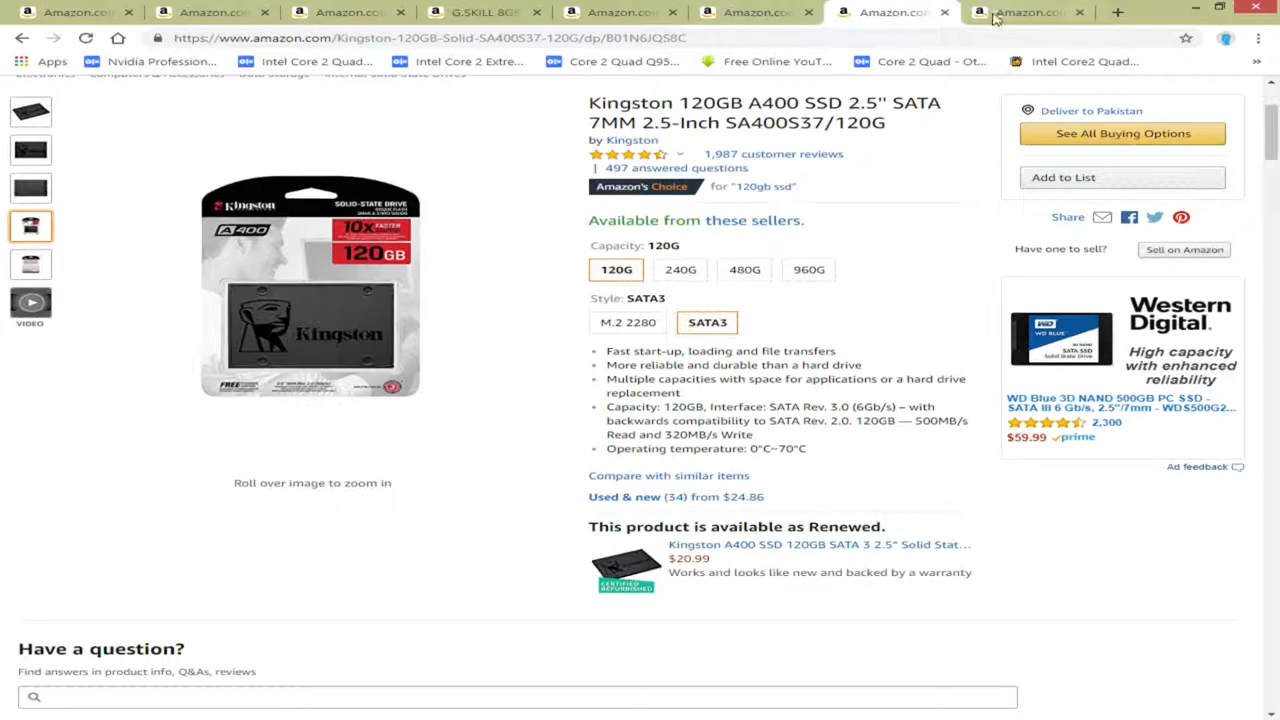 Amazon.co
Amazon.co
Amazon.co
G.SKILL 8GE
Amazon.co
Amazon.co
Amazon.co
Amazon.co
https://www.amazon.com/Kingston-120GB-Solid-SA400S37-120G/dp/B01N6JQS8C
Apps
Nvidia Profession...
Intel Core 2 Quad...
Intel Core 2 Extre...
Core 2 Quad Q95...
Free Online YouT...
Core 2 Quad - Ot...
Intel Core2 Quad...
»
Kingston 120GB A400 SSD 2.5'' SATA
7MM 2.5-Inch SA400S37/120G
by Kingston
1,987 customer reviews
| 497 answered questions
Amazon's Choice for "120gb ssd"
Available from these sellers.
Capacity: 120G
120G 240G 480G 960G
Style: SATA3
M.2 2280 SATA3
• Fast start-up, loading and file transfers
• More reliable and durable than a hard drive
• Multiple capacities with space for applications or a hard drive
replacement
• Capacity: 120GB, Interface: SATA Rev. 3.0 (6Gb/s) – with
backwards compatibility to SATA Rev. 2.0. 120GB — 500MB/s
Read and 320MB/s Write
• Operating temperature: 0°C~70°C
Compare with similar items
Used & new (34) from $24.86
This product is available as Renewed.
Kingston A400 SSD 120GB SATA 3 2.5" Solid Stat...
$20.99
Works and looks like new and backed by a warranty
CERTIFIED
REFURBISHED
VIDEO
Kingston
SOLID-STATE DRIVE
A400
10X FASTER
120GB
Kingston
FREE
Roll over image to zoom in
Deliver to Pakistan
See All Buying Options
Add to List
Share
Have one to sell?
Sell on Amazon
Western
Digital.
High capacity
with enhanced
reliability
WD BLUE
WD Blue 3D NAND 500GB PC SSD -
SATA III 6 Gb/s, 2.5"/7mm - WDS500G2...
2,300
$59.99 prime
Ad feedback
Have a question?
Find answers in product info, Q&As, reviews